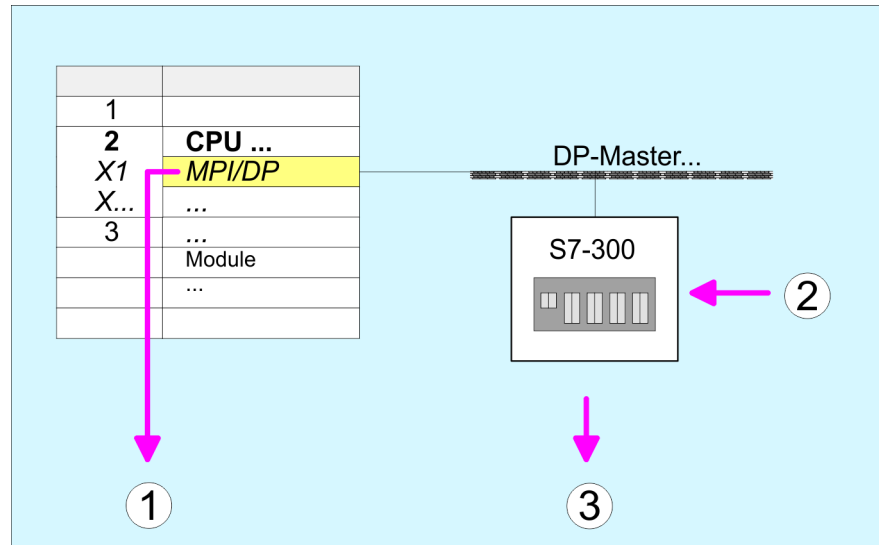 1
2 CPU ...
X1 MPI/DP
X... ...
3 ...
Module
...
DP-Master...
S7-300
2
1
3